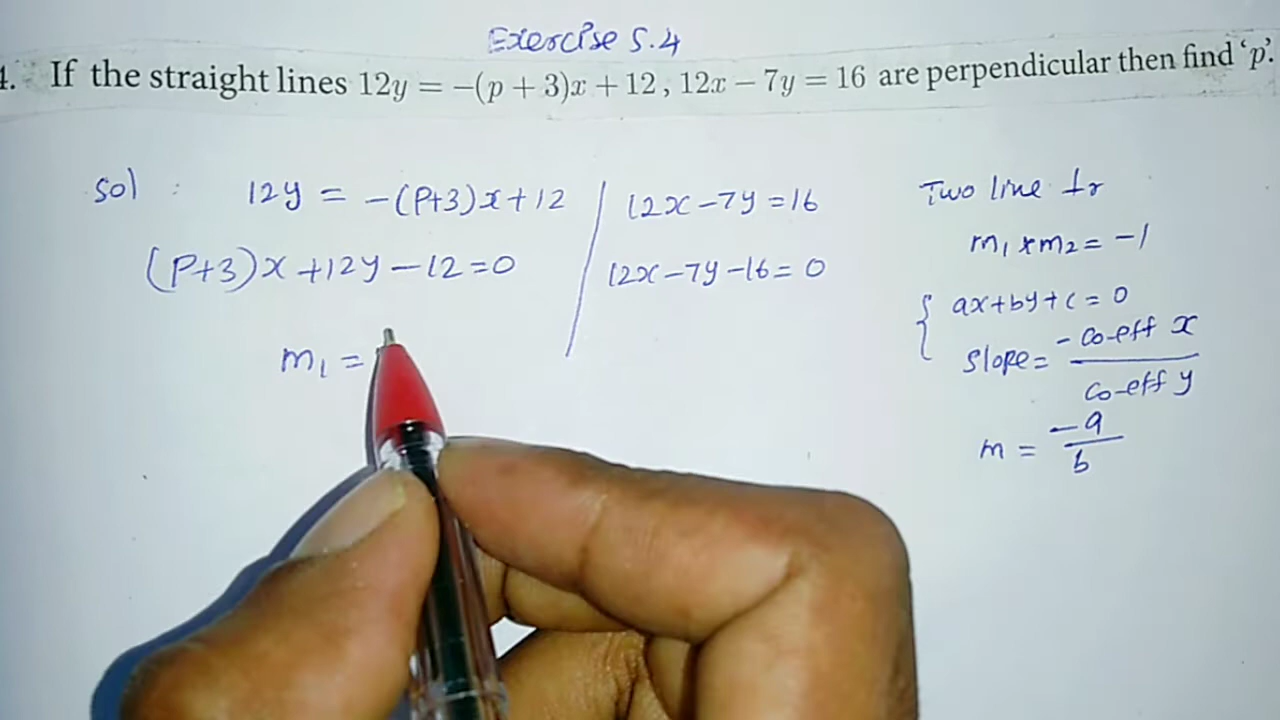 Exercise 5.4
4. If the straight lines 12y = −(p + 3)x + 12 , 12x − 7y = 16 are perpendicular then find ‘p’.
Sol : 12y = -(P+3)x+12
(P+3)x+12y-12=0
m₁ =
12x-7y=16
12x-7y-16=0
Two line ⊥r
m₁ × m₂ = -1
{ ax+by+c=0
Slope= -co-eff x / co-eff y
m = -a / b